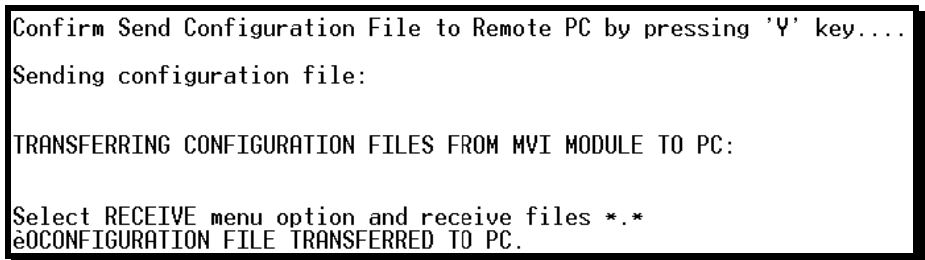 Confirm Send Configuration File to Remote PC by pressing 'Y' key....
Sending configuration file:
TRANSFERRING CONFIGURATION FILES FROM MVI MODULE TO PC:
Select RECEIVE menu option and receive files *.*
èOCONFIGURATION FILE TRANSFERRED TO PC.